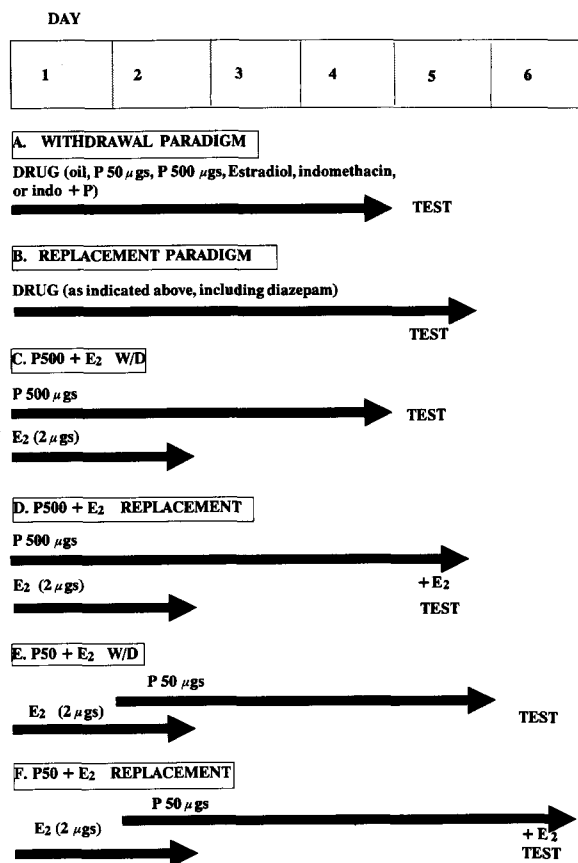 DAY
1 2 3 4 5 6
A. WITHDRAWAL PARADIGM
DRUG (oil, P 50 μgs, P 500 μgs, Estradiol, indomethacin,
or indo + P)
TEST
B. REPLACEMENT PARADIGM
DRUG (as indicated above, including diazepam)
TEST
C. P500 + E₂ W/D
P 500 μgs
TEST
E₂ (2 μgs)
D. P500 + E₂ REPLACEMENT
P 500 μgs
+ E₂
E₂ (2 μgs)
TEST
E. P50 + E₂ W/D
P 50 μgs
E₂ (2 μgs)
TEST
F. P50 + E₂ REPLACEMENT
P 50 μgs
E₂ (2 μgs)
+ E₂
TEST